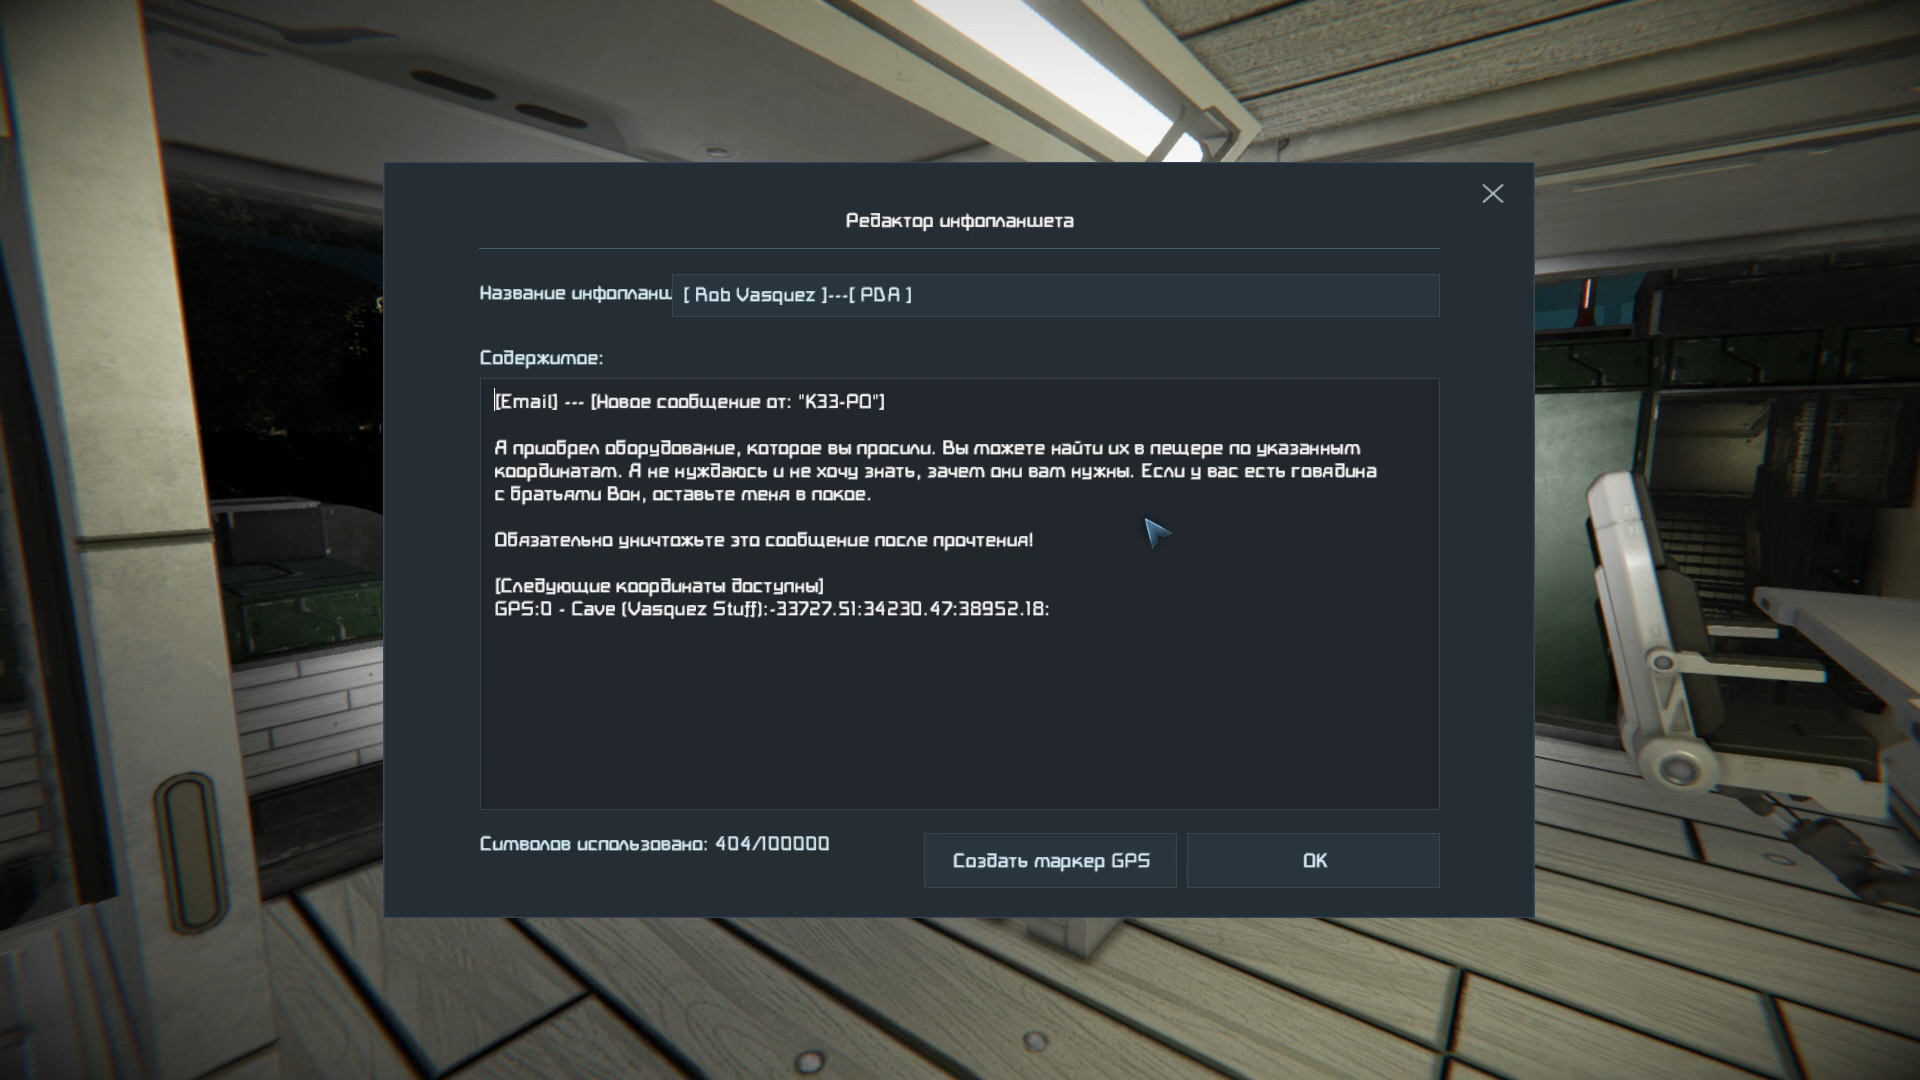 Редактор инфопланшета
Название инфопланш
[ Rob Vasquez ]---[ PDA ]
Содержимое:
[Email] --- [Новое сообщение от: "K33-PO"]
Я приобрел оборудование, которое вы просили. Вы можете найти их в пещере по указанным
координатам. Я не нуждаюсь и не хочу знать, зачем они вам нужны. Если у вас есть говядина
с братьями Вон, оставьте меня в покое.
Обязательно уничтожьте это сообщение после прочтения!
[Следующие координаты доступны]
GPS:0 - Cave (Vasquez Stuff):-33727.51:34230.47:38952.18:
Символов использовано: 404/100000
Создать маркер GPS
OK